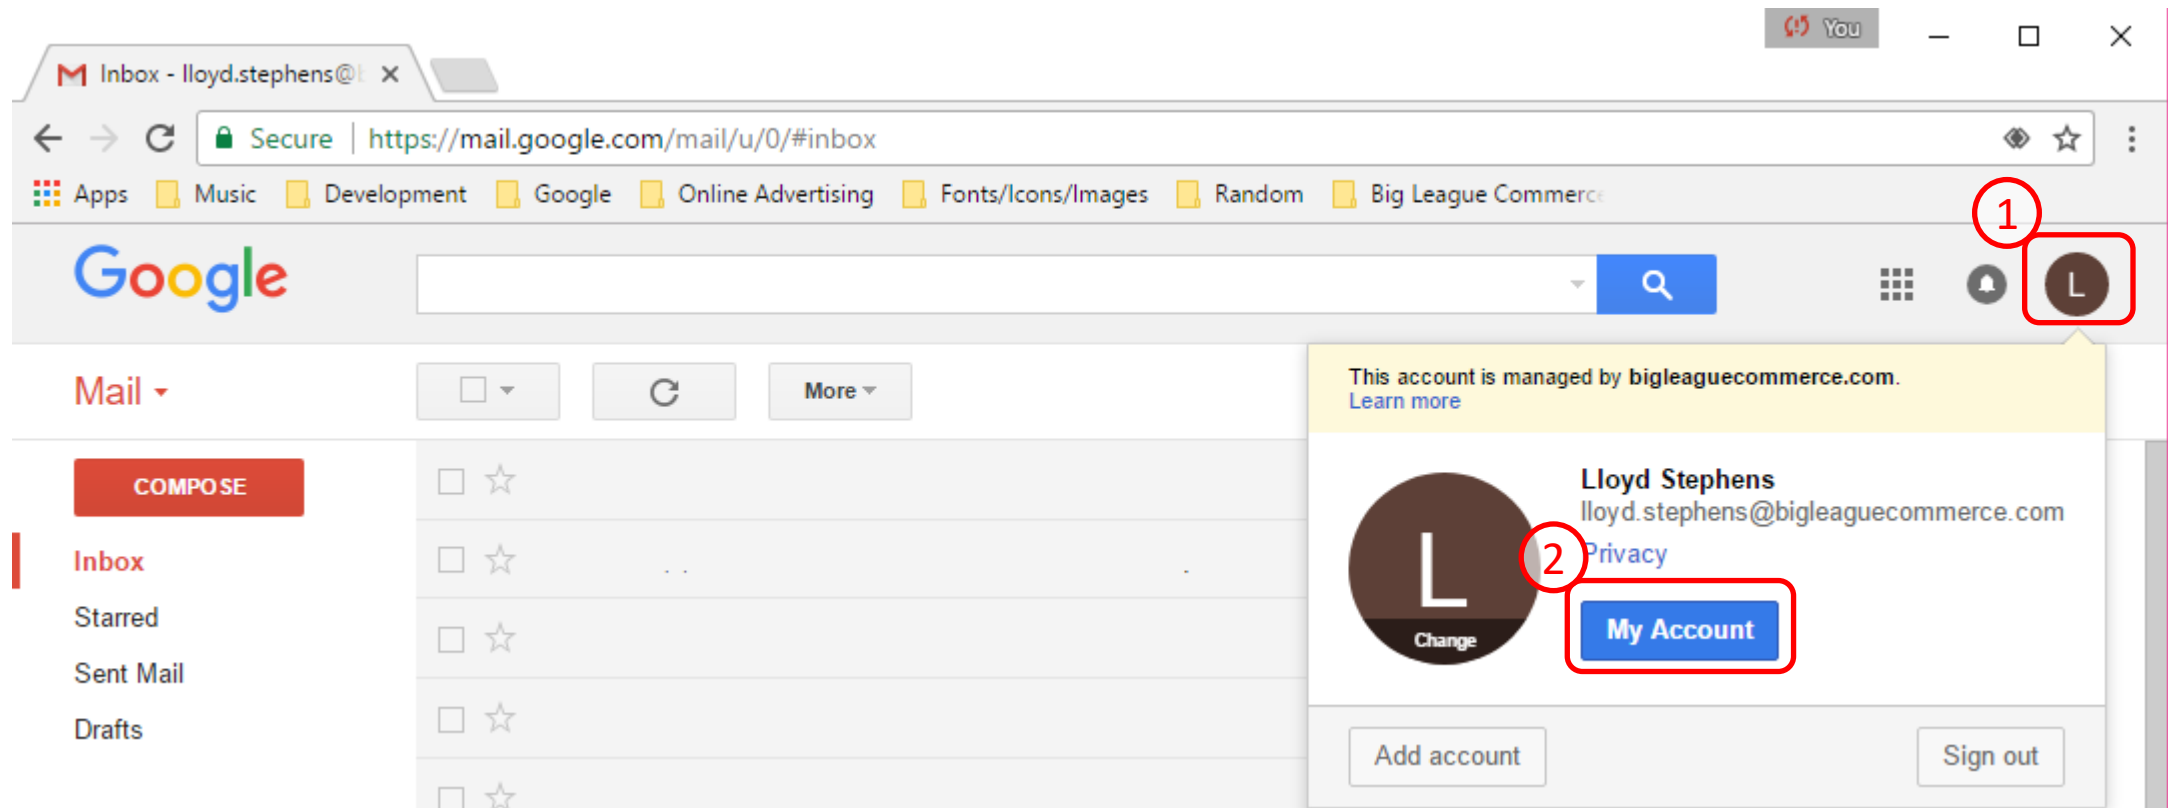 You
Inbox - lloyd.stephens@
Secure https://mail.google.com/mail/u/0/#inbox
Apps Music Development Google Online Advertising Fonts/Icons/Images Random Big League Commerce
1
Google
L
Mail
More
This account is managed by bigleaguecommerce.com.
Learn more
COMPOSE
Lloyd Stephens
lloyd.stephens@bigleaguecommerce.com
2
Privacy
Inbox
L
Starred
My Account
Change
Sent Mail
Drafts
Add account
Sign out